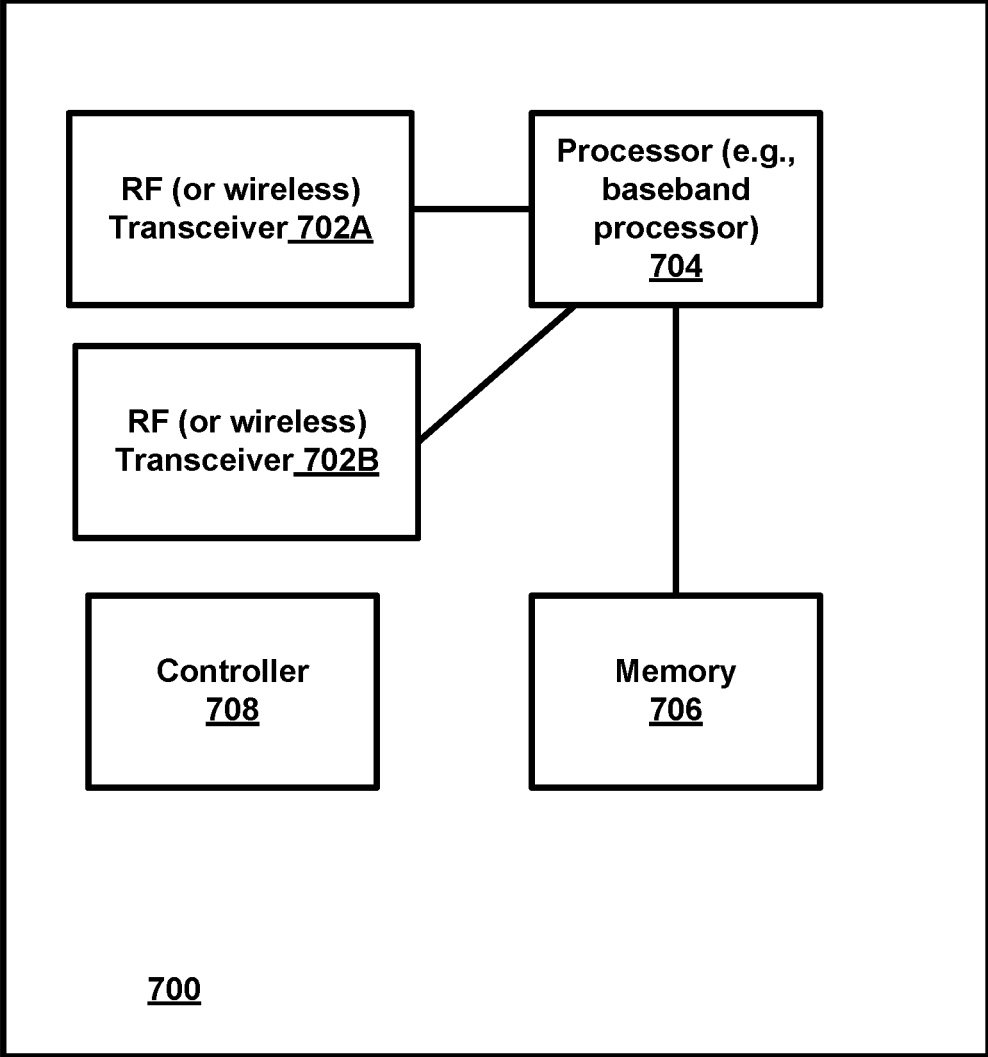 RF (or wireless)
Transceiver 702A
Processor (e.g.,
baseband
processor)
704
RF (or wireless)
Transceiver 702B
Controller
708
Memory
706
700